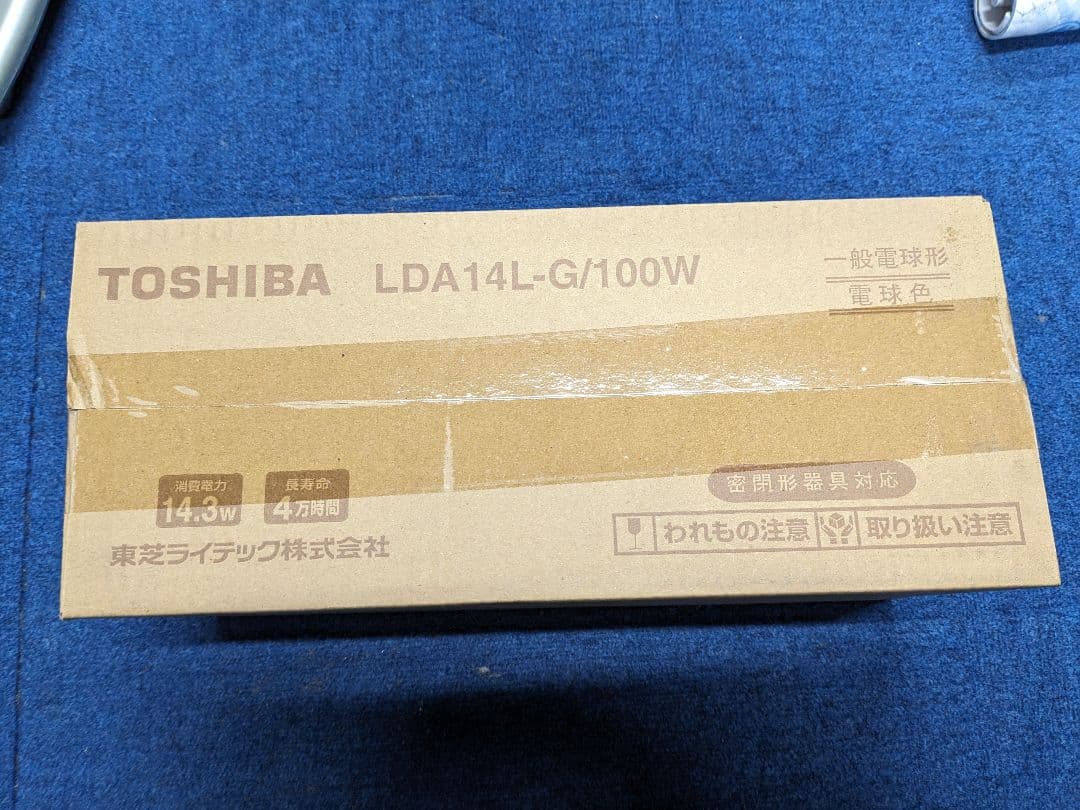 TOSHIBA LDA14L-G/100W
一般電球形
電球色
消費電力
14.3W
長寿命
4万時間
密閉形器具対応
東芝ライテック株式会社
われもの注意 取り扱い注意